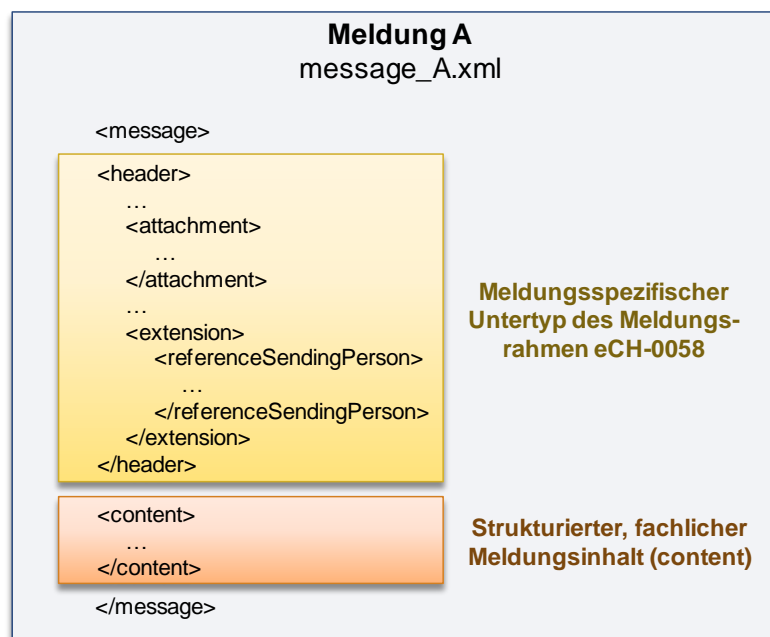 Meldung A
message_A.xml
<message>
<header>
…
<attachment>
…
</attachment>
…
<extension>
<referenceSendingPerson>
…
</referenceSendingPerson>
</extension>
</header>
Meldungsspezifischer
Untertyp des Meldungs-
rahmen eCH-0058
<content>
…
</content>
Strukturierter, fachlicher
Meldungsinhalt (content)
</message>